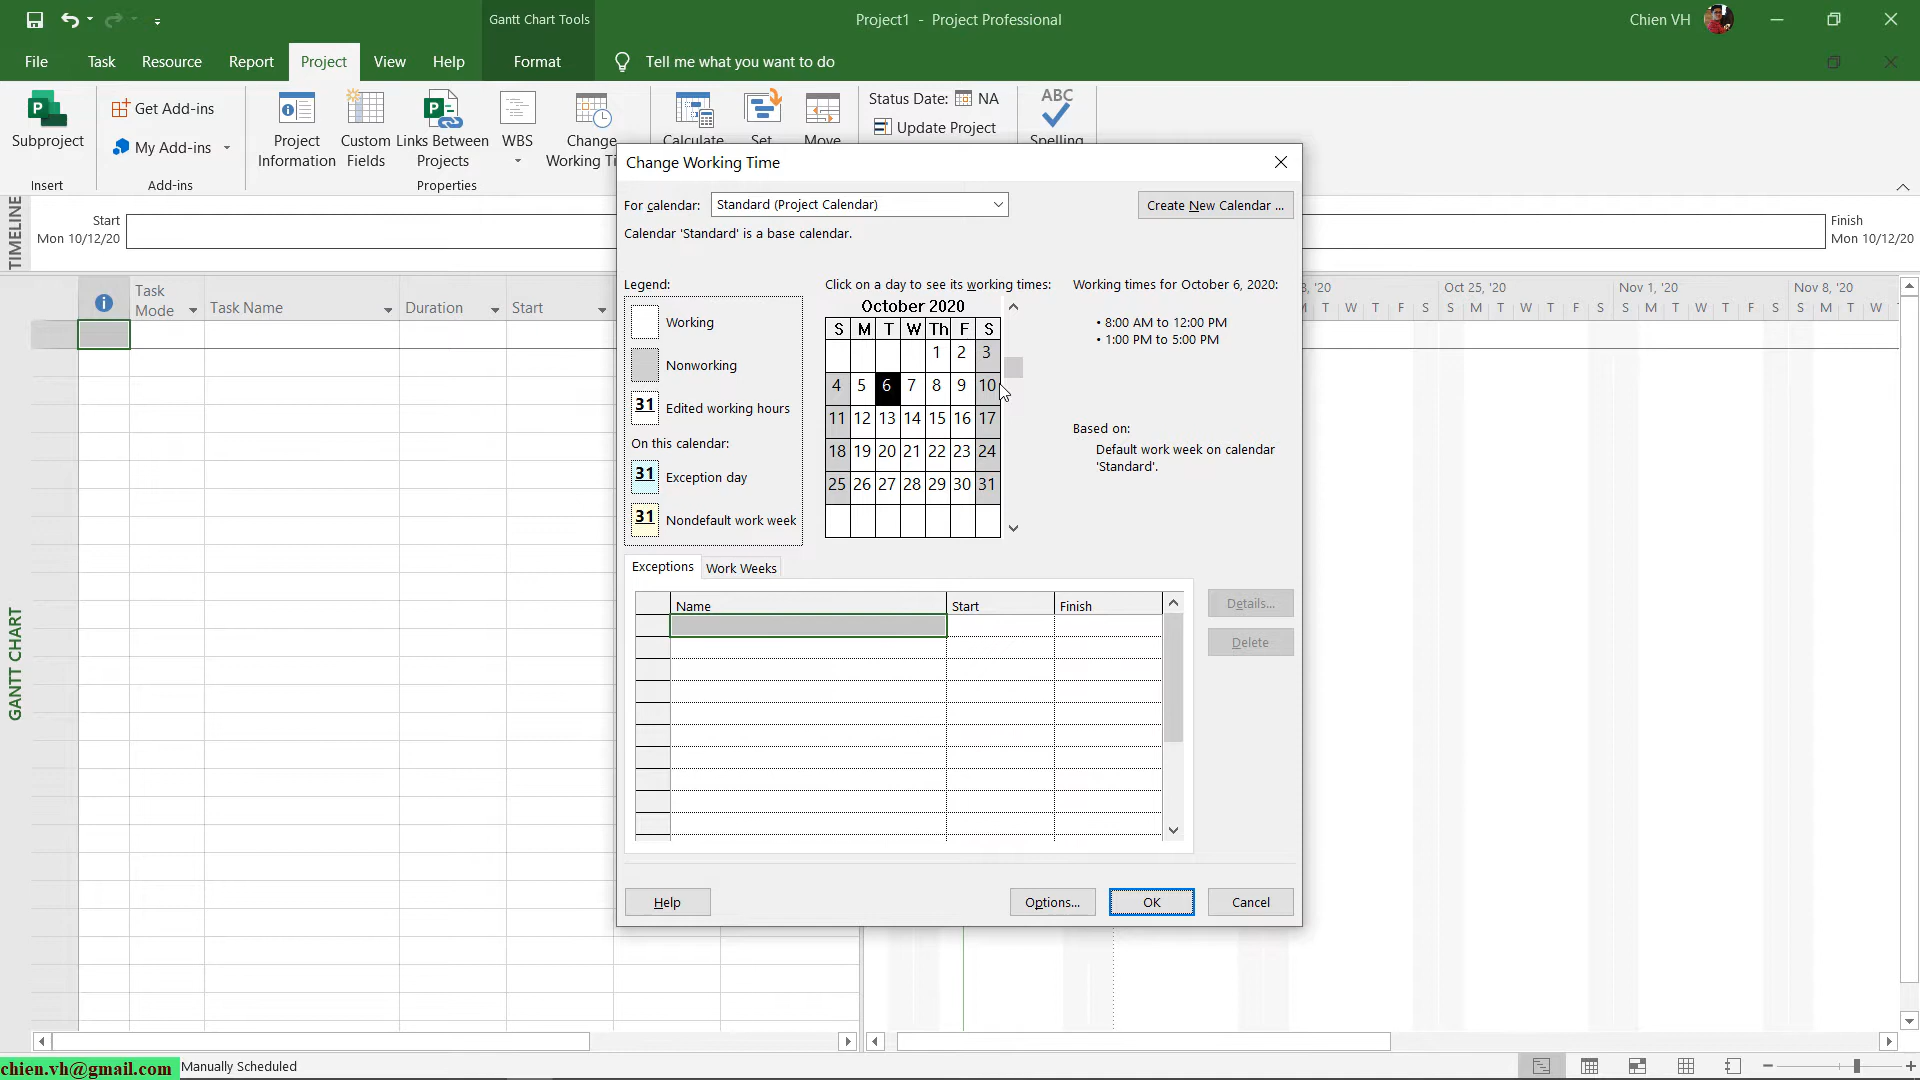 Gantt Chart Tools
Project1 - Project Professional
Chien VH
File
Task
Resource
Report
Project
View
Help
Format
Tell me what you want to do
Subproject
Insert
Get Add-ins
My Add-ins
Add-ins
Project
Information
Custom
Fields
Links Between
Projects
WBS
Change
Working Ti
Properties
Calculate
Set
Move
Status Date:
NA
Update Project
ABC
Spelling
TIMELINE
Start
Mon 10/12/20
Finish
Mon 10/12/20
Task
Mode
Task Name
Duration
Start
GANTT CHART
Change Working Time
For calendar:
Standard (Project Calendar)
Create New Calendar ...
Calendar 'Standard' is a base calendar.
Legend:
Working
Nonworking
31 Edited working hours
On this calendar:
31 Exception day
31 Nondefault work week
Click on a day to see its working times:
October 2020
S M T W Th F S
1 2 3
4 5 6 7 8 9 10
11 12 13 14 15 16 17
18 19 20 21 22 23 24
25 26 27 28 29 30 31
Working times for October 6, 2020:
• 8:00 AM to 12:00 PM
• 1:00 PM to 5:00 PM
Based on:
Default work week on calendar
'Standard'.
Exceptions
Work Weeks
Name
Start
Finish
Details...
Delete
Help
Options...
OK
Cancel
8, '20
Oct 25, '20
Nov 1, '20
Nov 8, '20
T W T F S S M T W T F S S M T W T F S S M T W
chien.vh@gmail.com
Manually Scheduled